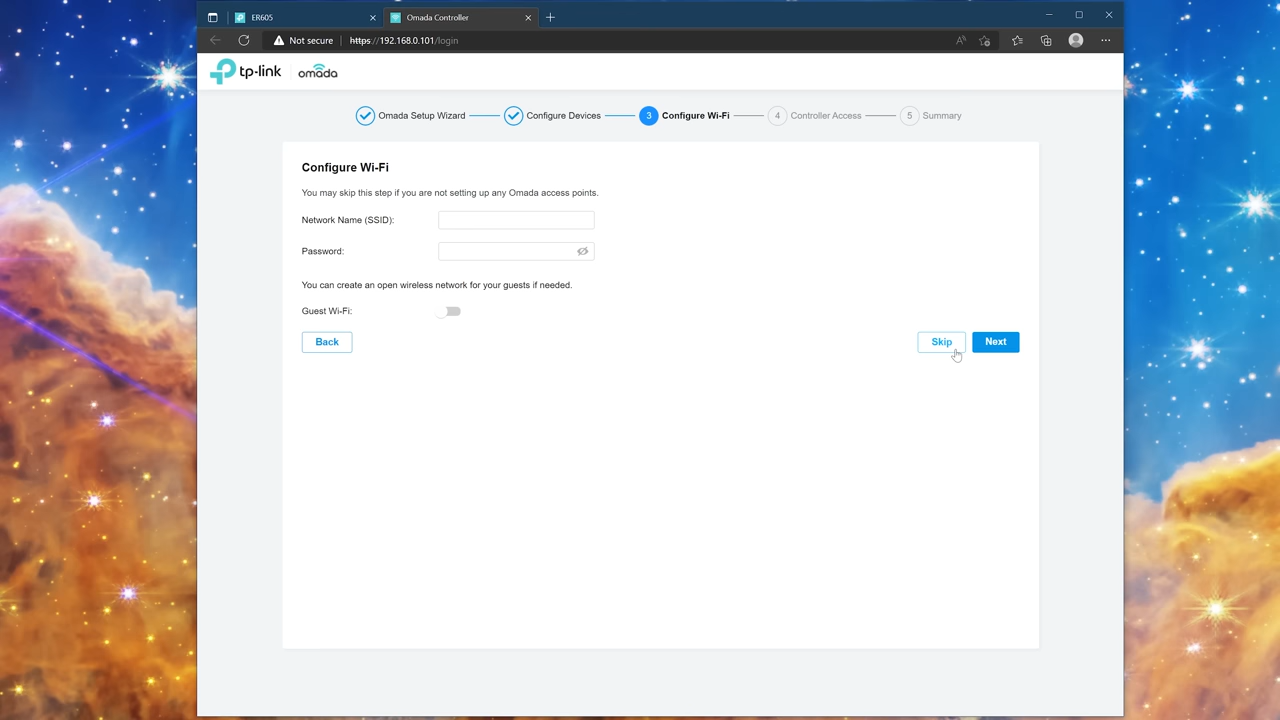 ER605
Omada Controller
Not secure
https://192.168.0.101/login
tp-link
omada
Omada Setup Wizard
Configure Devices
3 Configure Wi-Fi
4 Controller Access
5 Summary
Configure Wi-Fi
You may skip this step if you are not setting up any Omada access points.
Network Name (SSID):
Password:
You can create an open wireless network for your guests if needed.
Guest Wi-Fi:
Back
Skip
Next